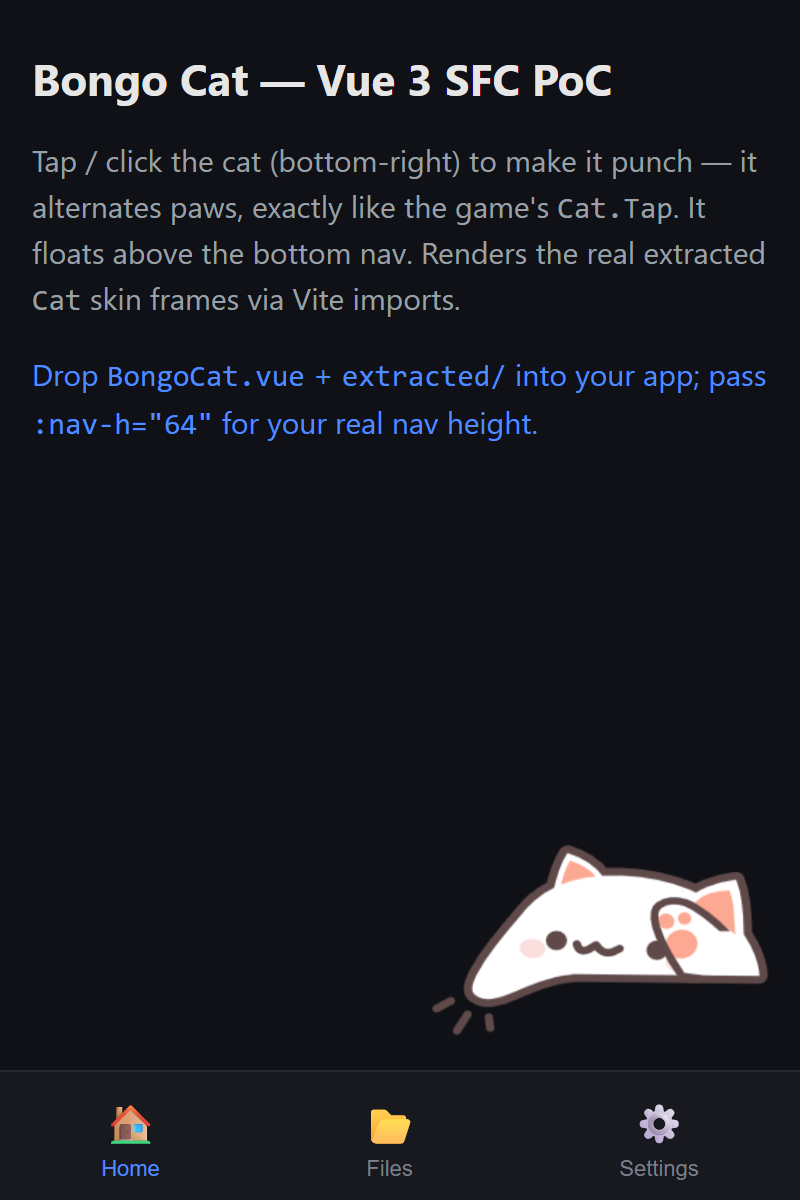 Bongo Cat — Vue 3 SFC PoC
Tap / click the cat (bottom-right) to make it punch — it
alternates paws, exactly like the game's Cat.Tap. It
floats above the bottom nav. Renders the real extracted
Cat skin frames via Vite imports.
Drop BongoCat.vue + extracted/ into your app; pass
:nav-h="64" for your real nav height.
Home
Files
Settings